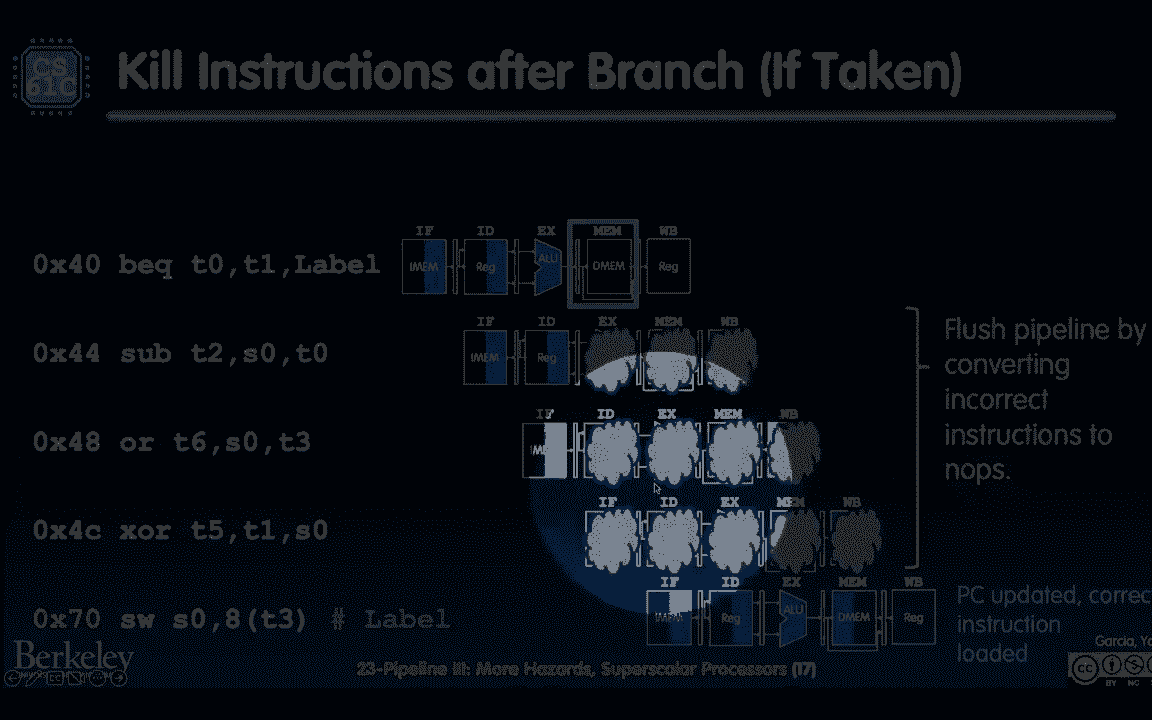 CS
61C
Kill Instructions after Branch (If Taken)
IF ID EX MEM WB
0x40 beq t0,t1,Label
IMEM Reg ALU DMEM Reg
IF ID EX MEM WB
0x44 sub t2,s0,t0
IMEM Reg
IF ID EX MEM WB
0x48 or t6,s0,t3
IF ID EX MEM WB
0x4c xor t5,t1,s0
IF ID EX MEM WB
0x70 sw s0,8(t3) # Label
IMEM Reg ALU DMEM Reg
Flush pipeline by
converting
incorrect
instructions to
nops.
PC updated, correc
instruction
loaded
Berkeley
23-Pipeline III: More Hazards, Superscalar Processors (17)
Garcia, Yo
cc
BY NC